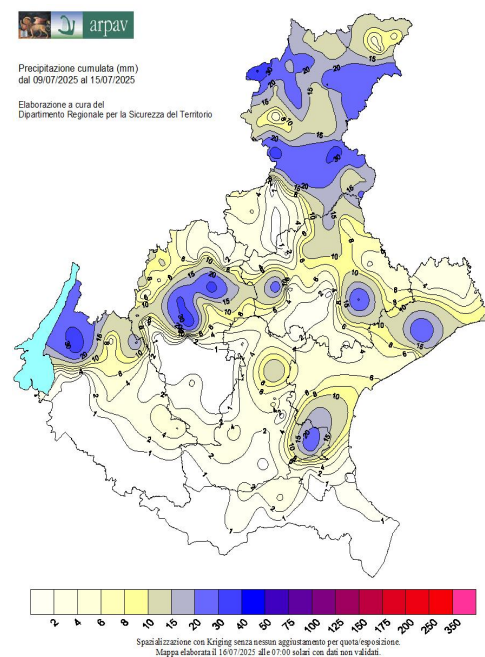 arpav
Precipitazione cumulata (mm)
dal 09/07/2025 al 15/07/2025
Elaborazione a cura del
Dipartimento Regionale per la Sicurezza del Territorio
2 4 6 8 10 15 20 30 40 50 75 100 125 150 175 200 250 350
Spazializzazione con Kriging senza nessun aggiustamento per quota/esposizione.
Mappa elaborata il 16/07/2025 alle 07:00 solari con dati non validati.